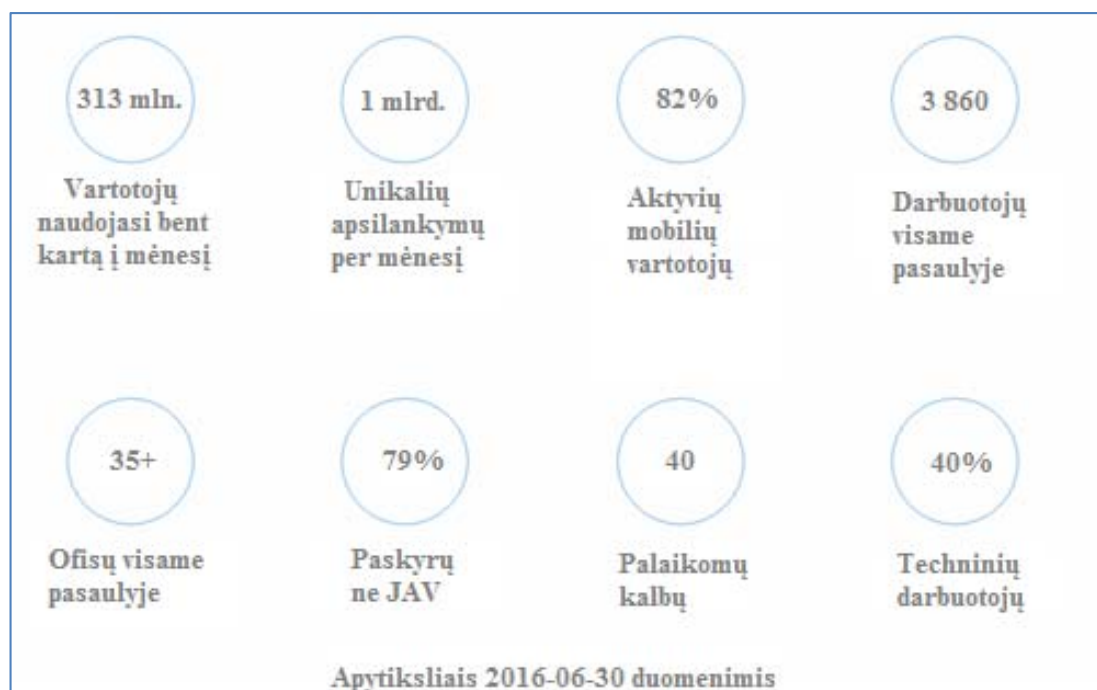 313 mln.
Vartotojų
naudojasi bent
kartą į mėnesį
1 mlrd.
Unikalių
apsilankymų
per mėnesį
82%
Aktyvių
mobilių
vartotojų
3 860
Darbuotojų
visame
pasaulyje
35+
Ofisų visame
pasaulyje
79%
Paskyrų
ne JAV
40
Palaikomų
kalbų
40%
Techninių
darbuotojų
Apytiksliais 2016-06-30 duomenimis